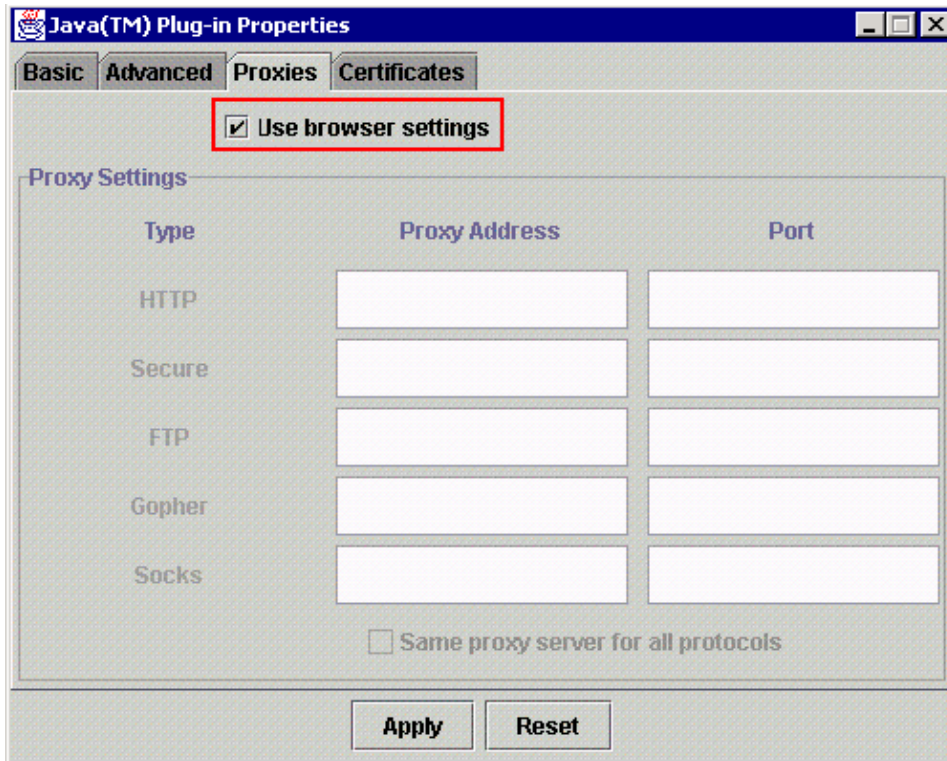 Java(TM) Plug-in Properties
Basic Advanced Proxies Certificates
Use browser settings
Proxy Settings
Type Proxy Address Port
HTTP
Secure
FTP
Gopher
Socks
Same proxy server for all protocols
Apply Reset